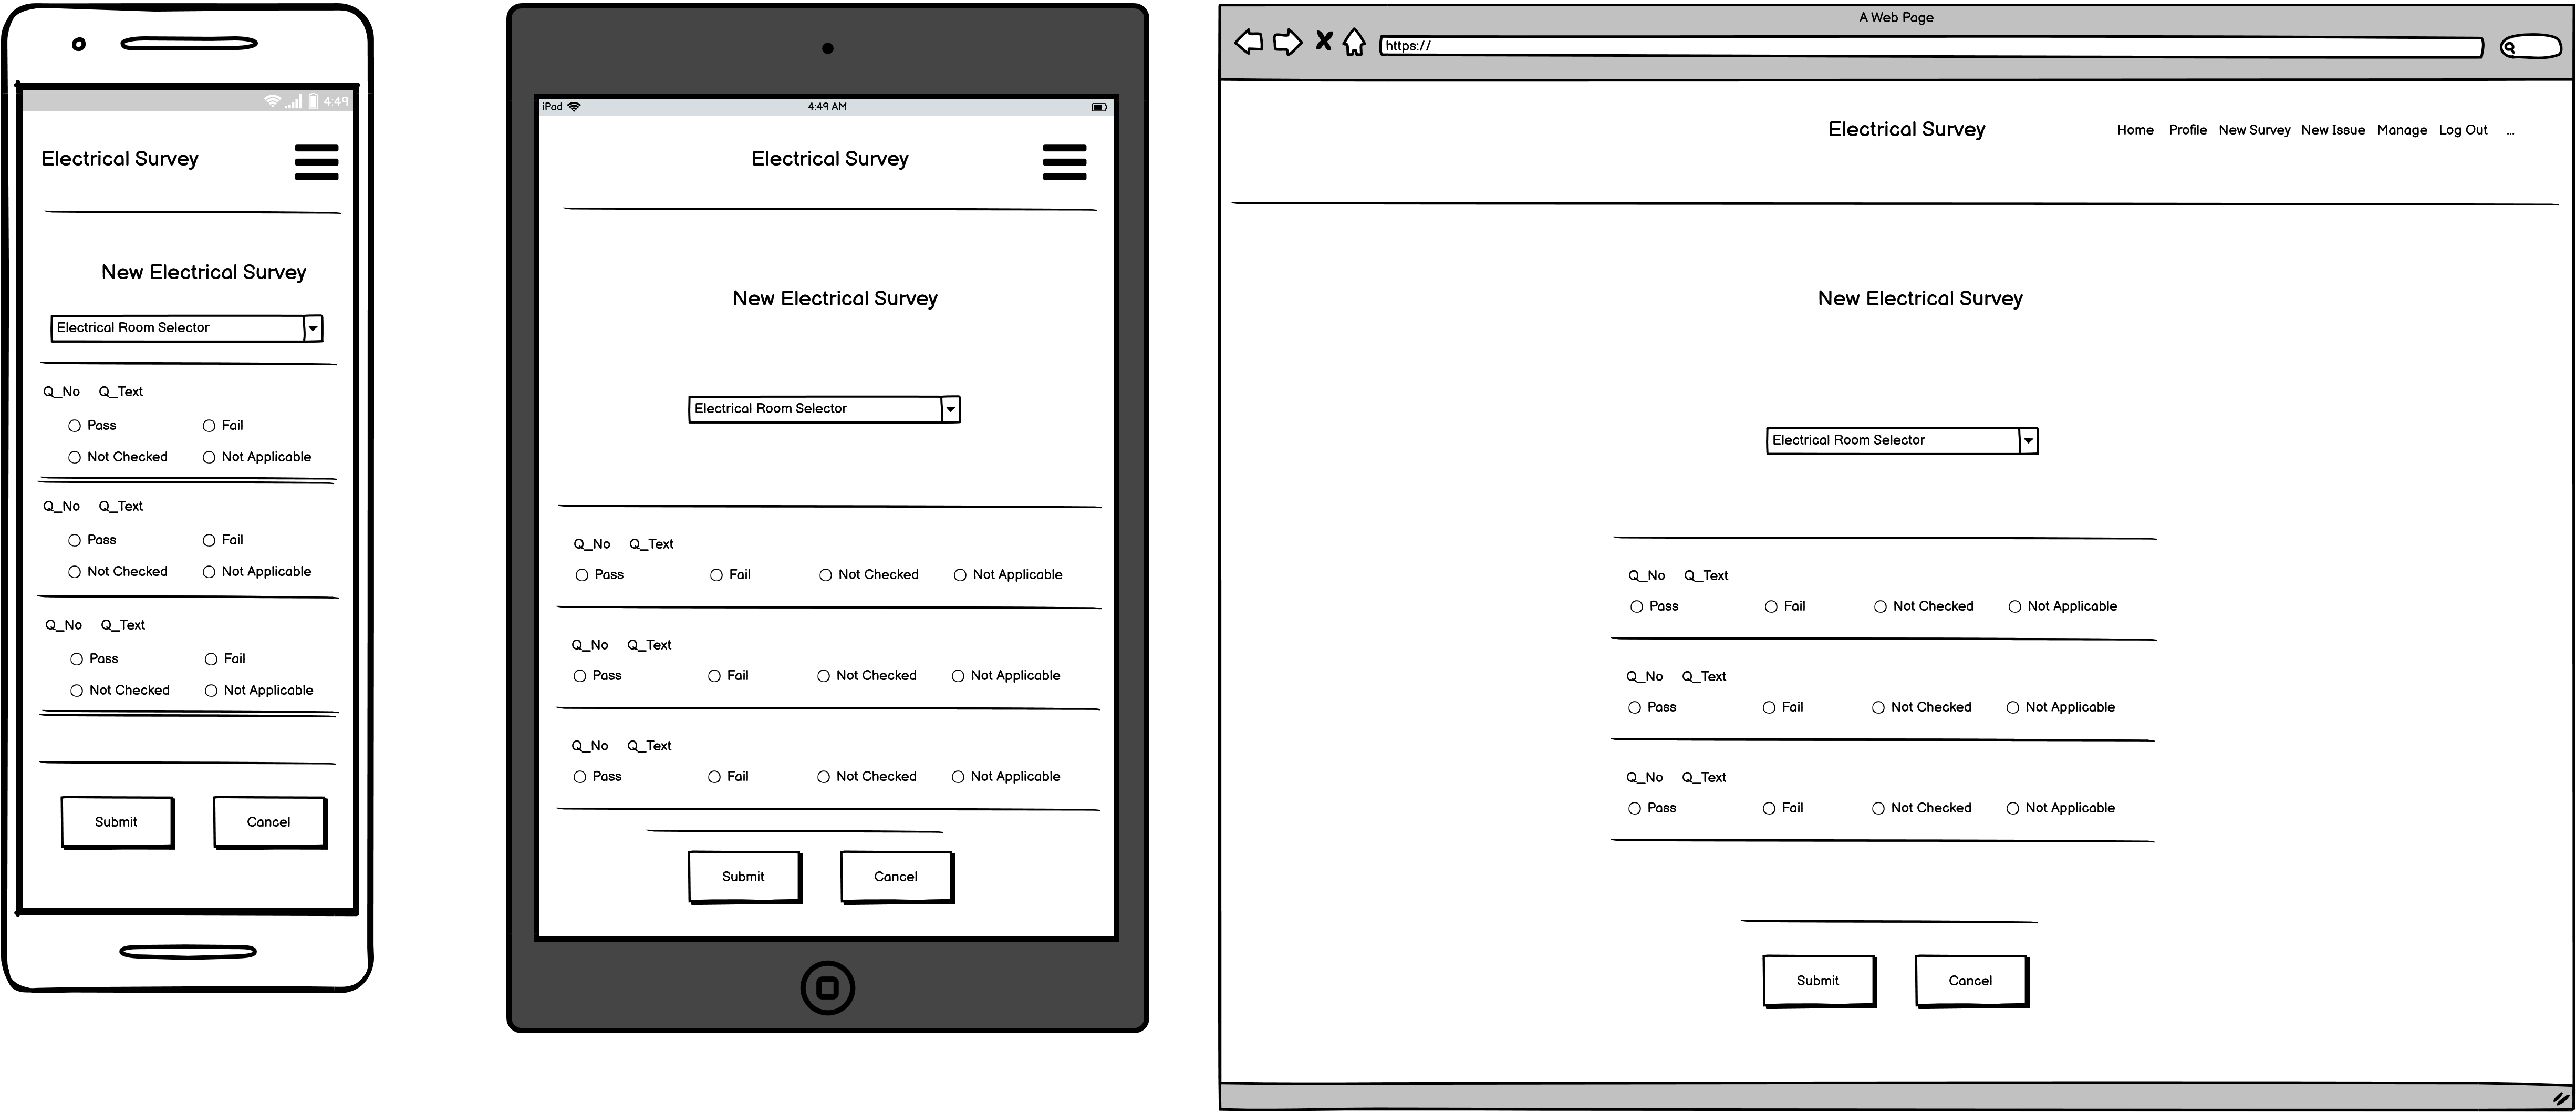 4:49
Electrical Survey
New Electrical Survey
Electrical Room Selector
Q_No Q_Text
Pass Fail
Not Checked Not Applicable
Q_No Q_Text
Pass Fail
Not Checked Not Applicable
Q_No Q_Text
Pass Fail
Not Checked Not Applicable
Submit Cancel
iPad 4:49 AM
Electrical Survey
New Electrical Survey
Electrical Room Selector
Q_No Q_Text
Pass Fail Not Checked Not Applicable
Q_No Q_Text
Pass Fail Not Checked Not Applicable
Q_No Q_Text
Pass Fail Not Checked Not Applicable
Submit Cancel
A Web Page
https://
Electrical Survey Home Profile New Survey New Issue Manage Log Out ...
New Electrical Survey
Electrical Room Selector
Q_No Q_Text
Pass Fail Not Checked Not Applicable
Q_No Q_Text
Pass Fail Not Checked Not Applicable
Q_No Q_Text
Pass Fail Not Checked Not Applicable
Submit Cancel